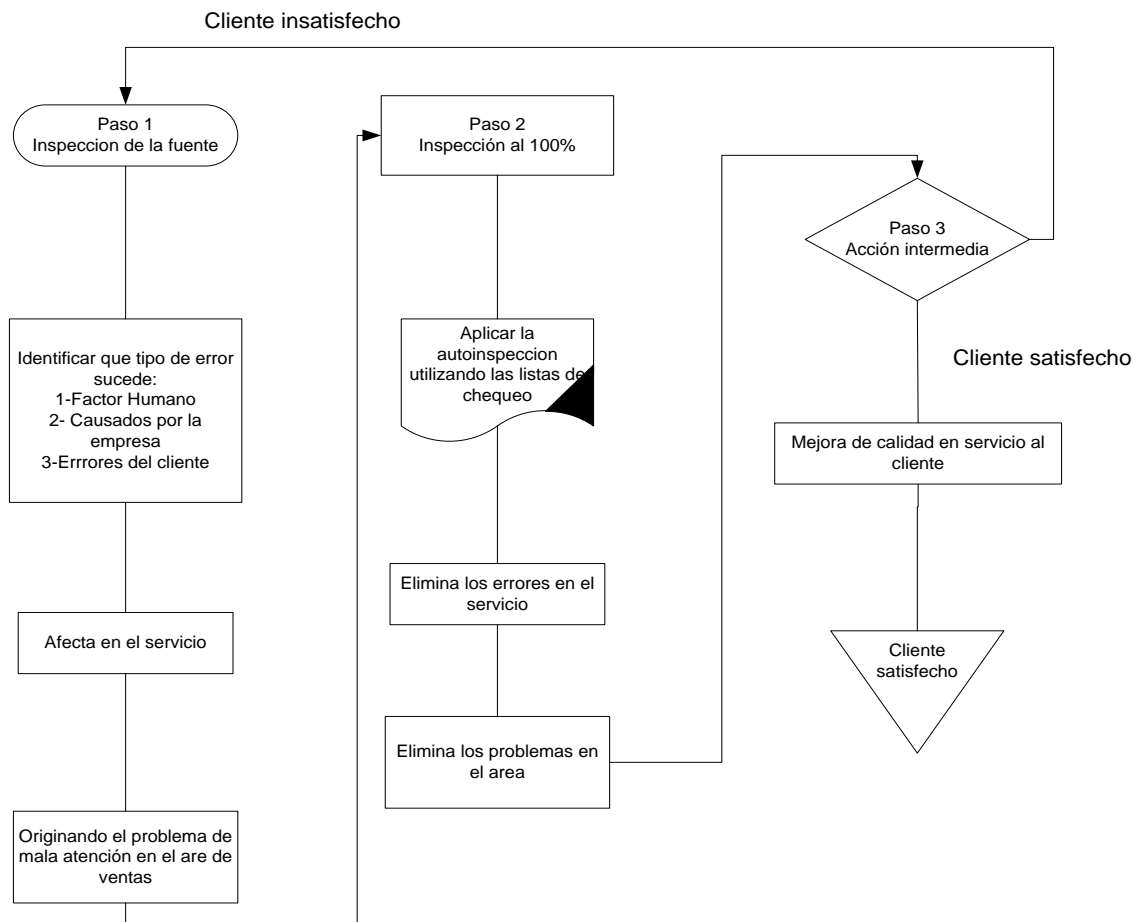 Cliente insatisfecho
Paso 1
Inspeccion de la fuente
Identificar que tipo de error
sucede:
1-Factor Humano
2- Causados por la
empresa
3-Errrores del cliente
Afecta en el servicio
Originando el problema de
mala atención en el are de
ventas
Paso 2
Inspección al 100%
Aplicar la
autoinspeccion
utilizando las listas de
chequeo
Elimina los errores en el
servicio
Elimina los problemas en
el area
Paso 3
Acción intermedia
Cliente satisfecho
Mejora de calidad en servicio al
cliente
Cliente
satisfecho